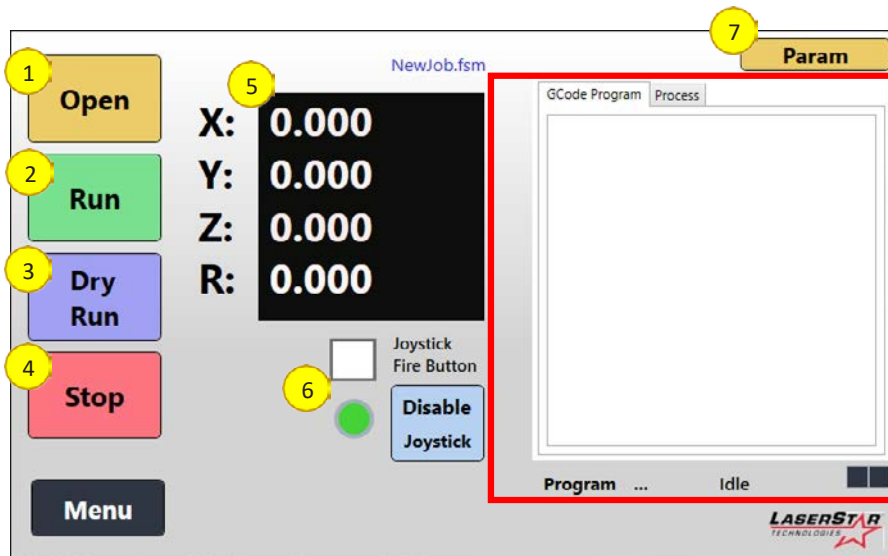 7
Param
1
Open
5
NewJob.fsm
GCode Program Process
X: 0.000
2
Run
Y: 0.000
Z: 0.000
3
Dry
Run
R: 0.000
4
Stop
Joystick
Fire Button
6
Disable
Joystick
Program ... Idle
Menu
LASERSTAR
TECHNOLOGIES